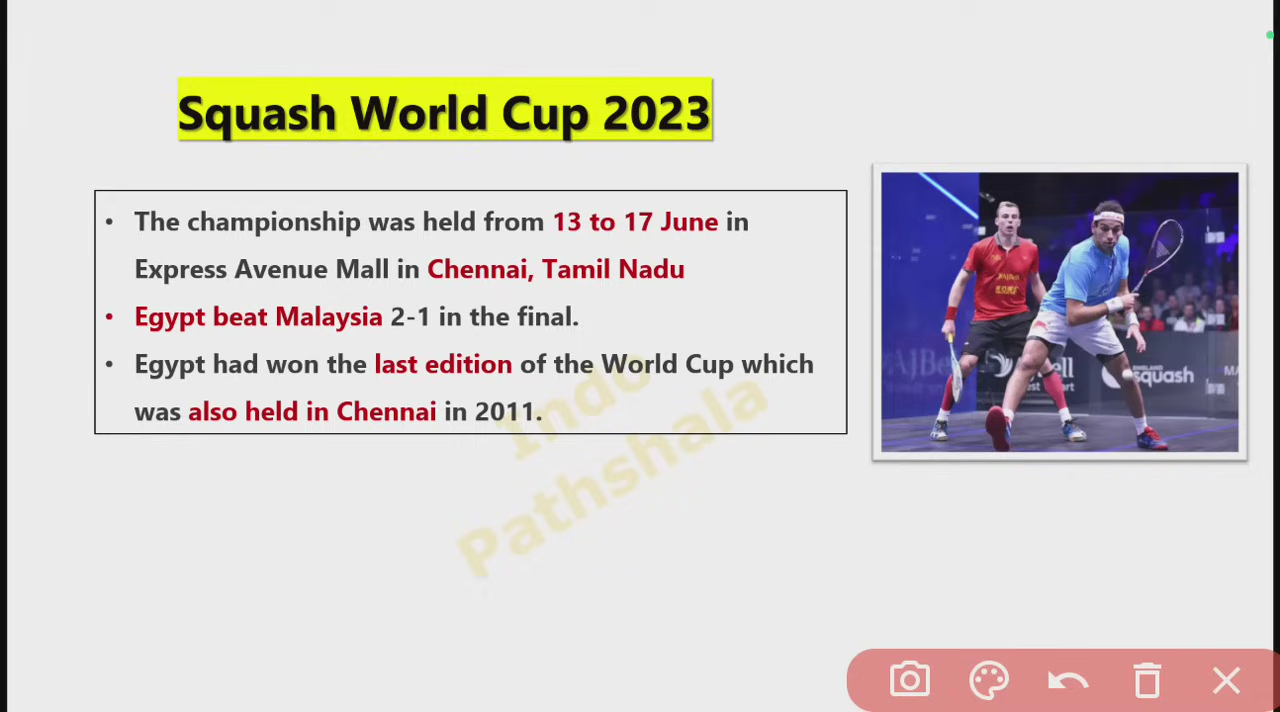 Squash World Cup 2023
• The championship was held from 13 to 17 June in
Express Avenue Mall in Chennai, Tamil Nadu
• Egypt beat Malaysia 2-1 in the final.
• Egypt had won the last edition of the World Cup which
was also held in Chennai in 2011.
Indo
Pathshala
squash